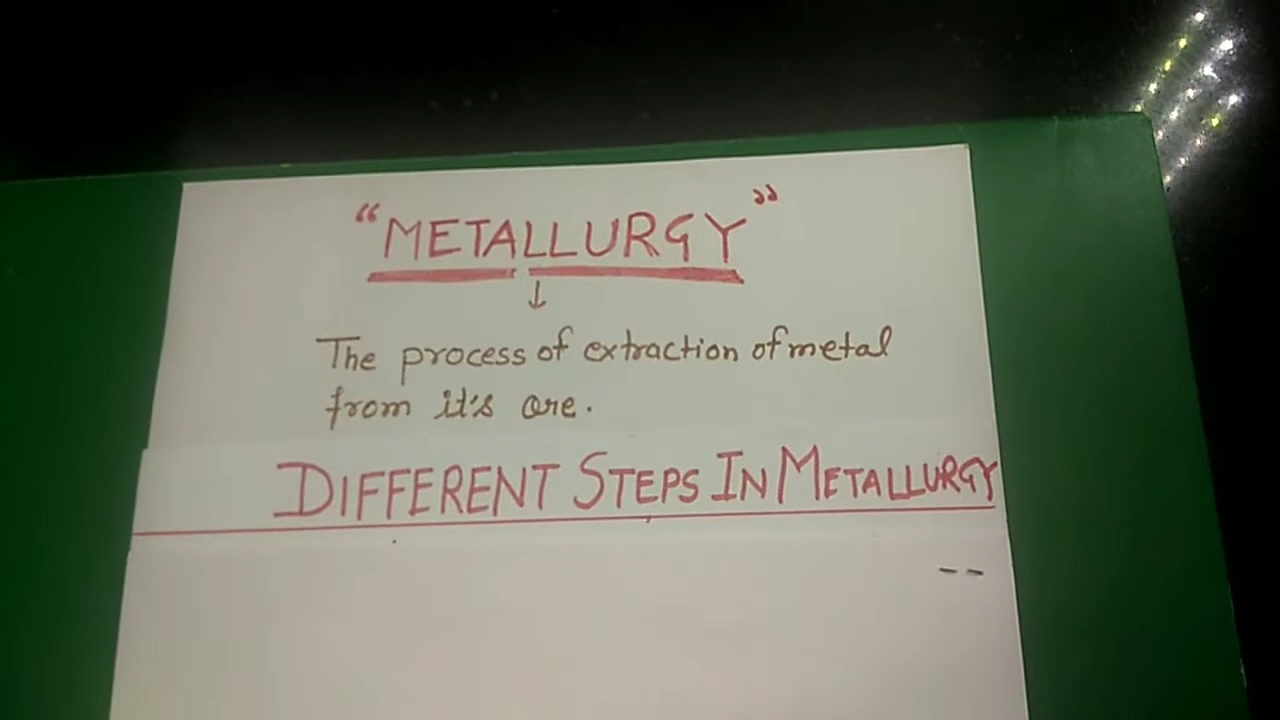 “METALLURGY”
↓
The process of extraction of metal
from it's ore.
DIFFERENT STEPS IN METALLURGY
--